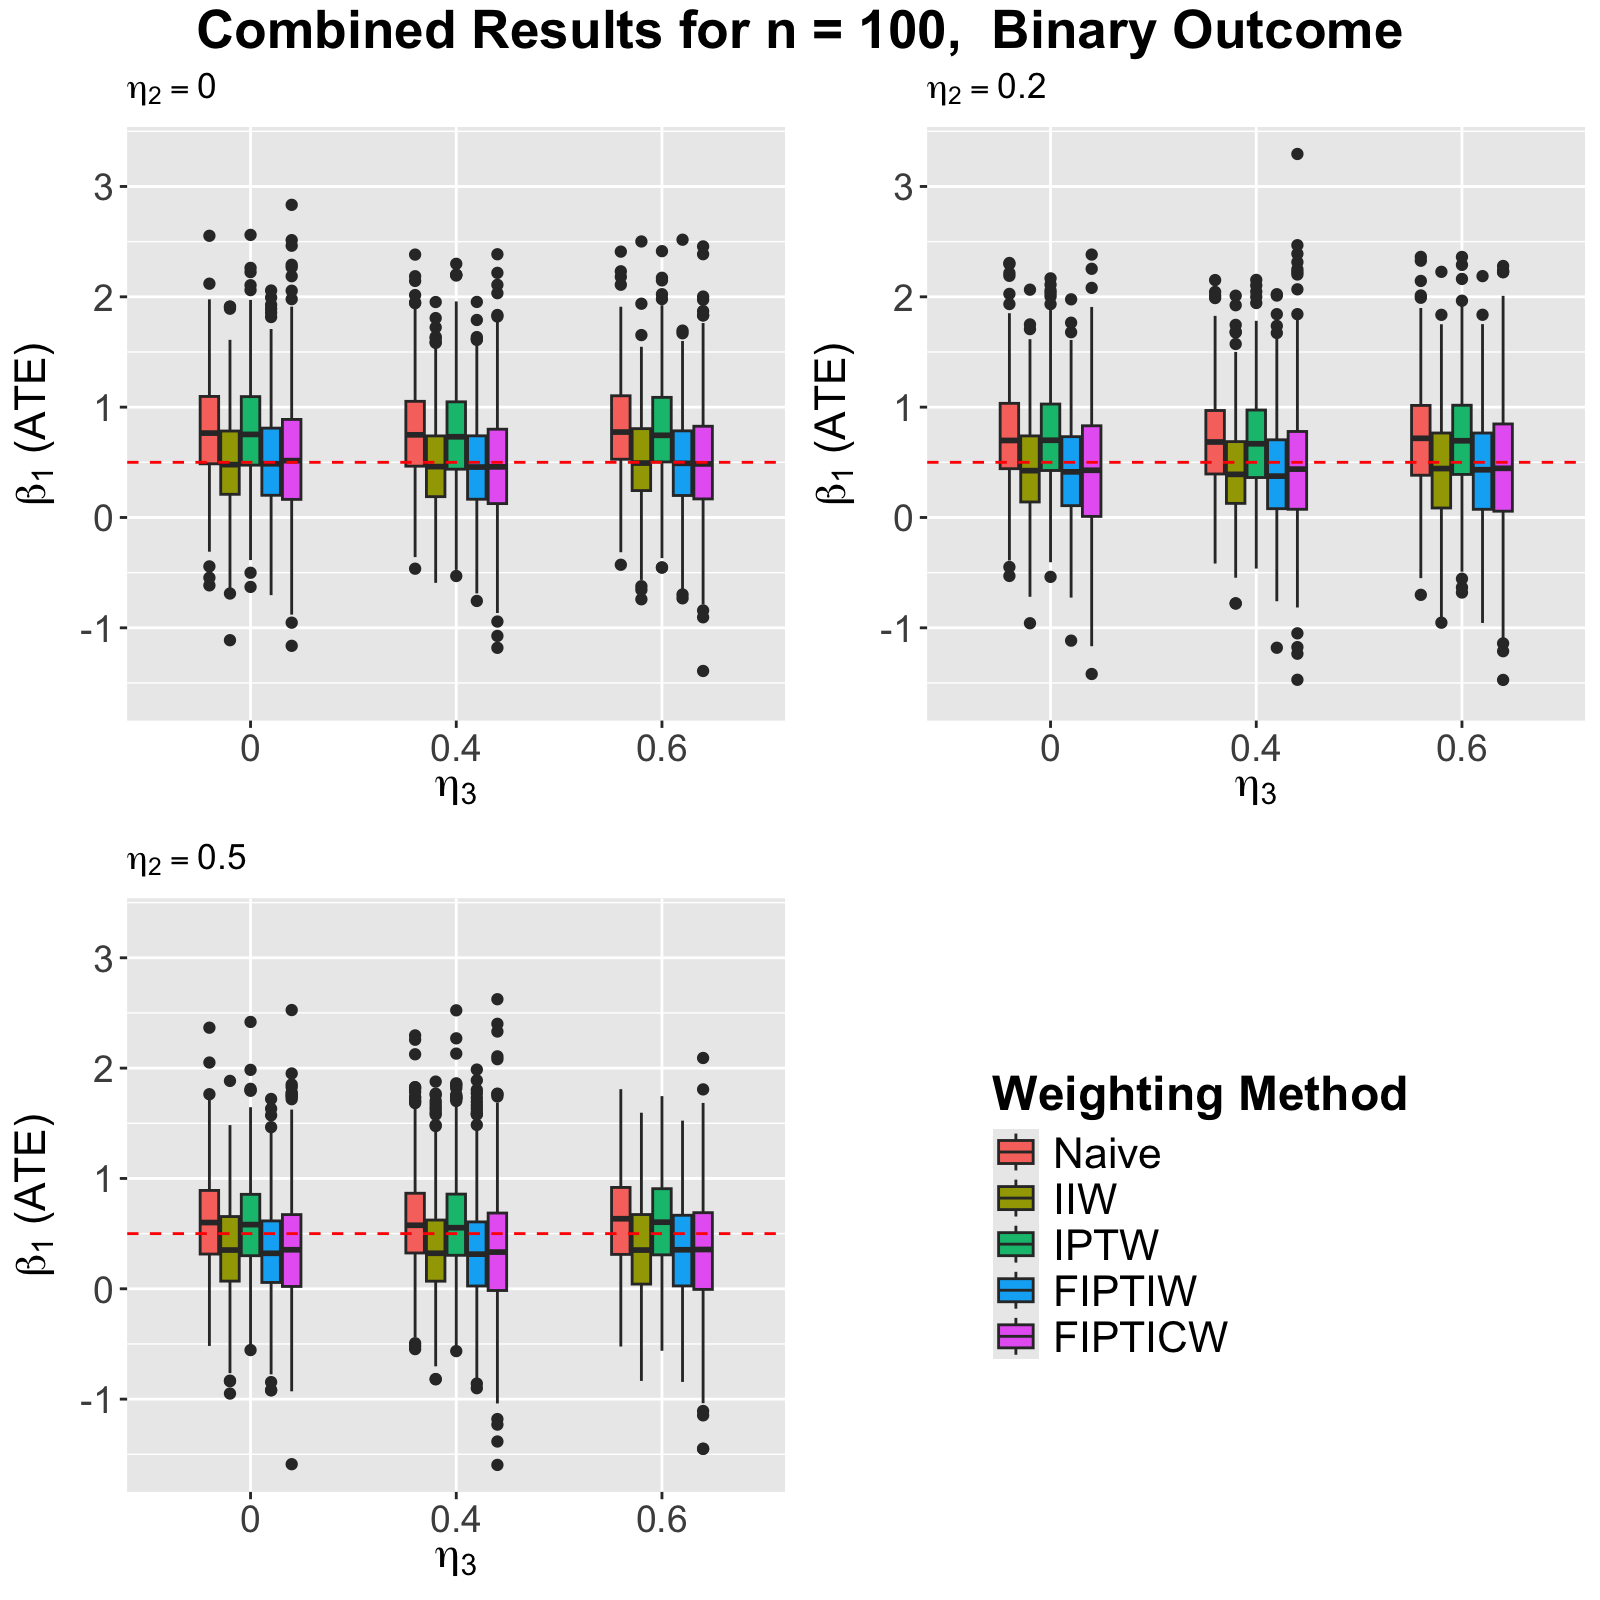 Combined Results for n = 100,  Binary Outcome
η2 = 0
β1 (ATE)
3
2
1
0
-1
0 0.4 0.6
η3
η2 = 0.2
β1 (ATE)
3
2
1
0
-1
0 0.4 0.6
η3
η2 = 0.5
β1 (ATE)
3
2
1
0
-1
0 0.4 0.6
η3
Weighting Method
Naive
IIW
IPTW
FIPTIW
FIPTICW